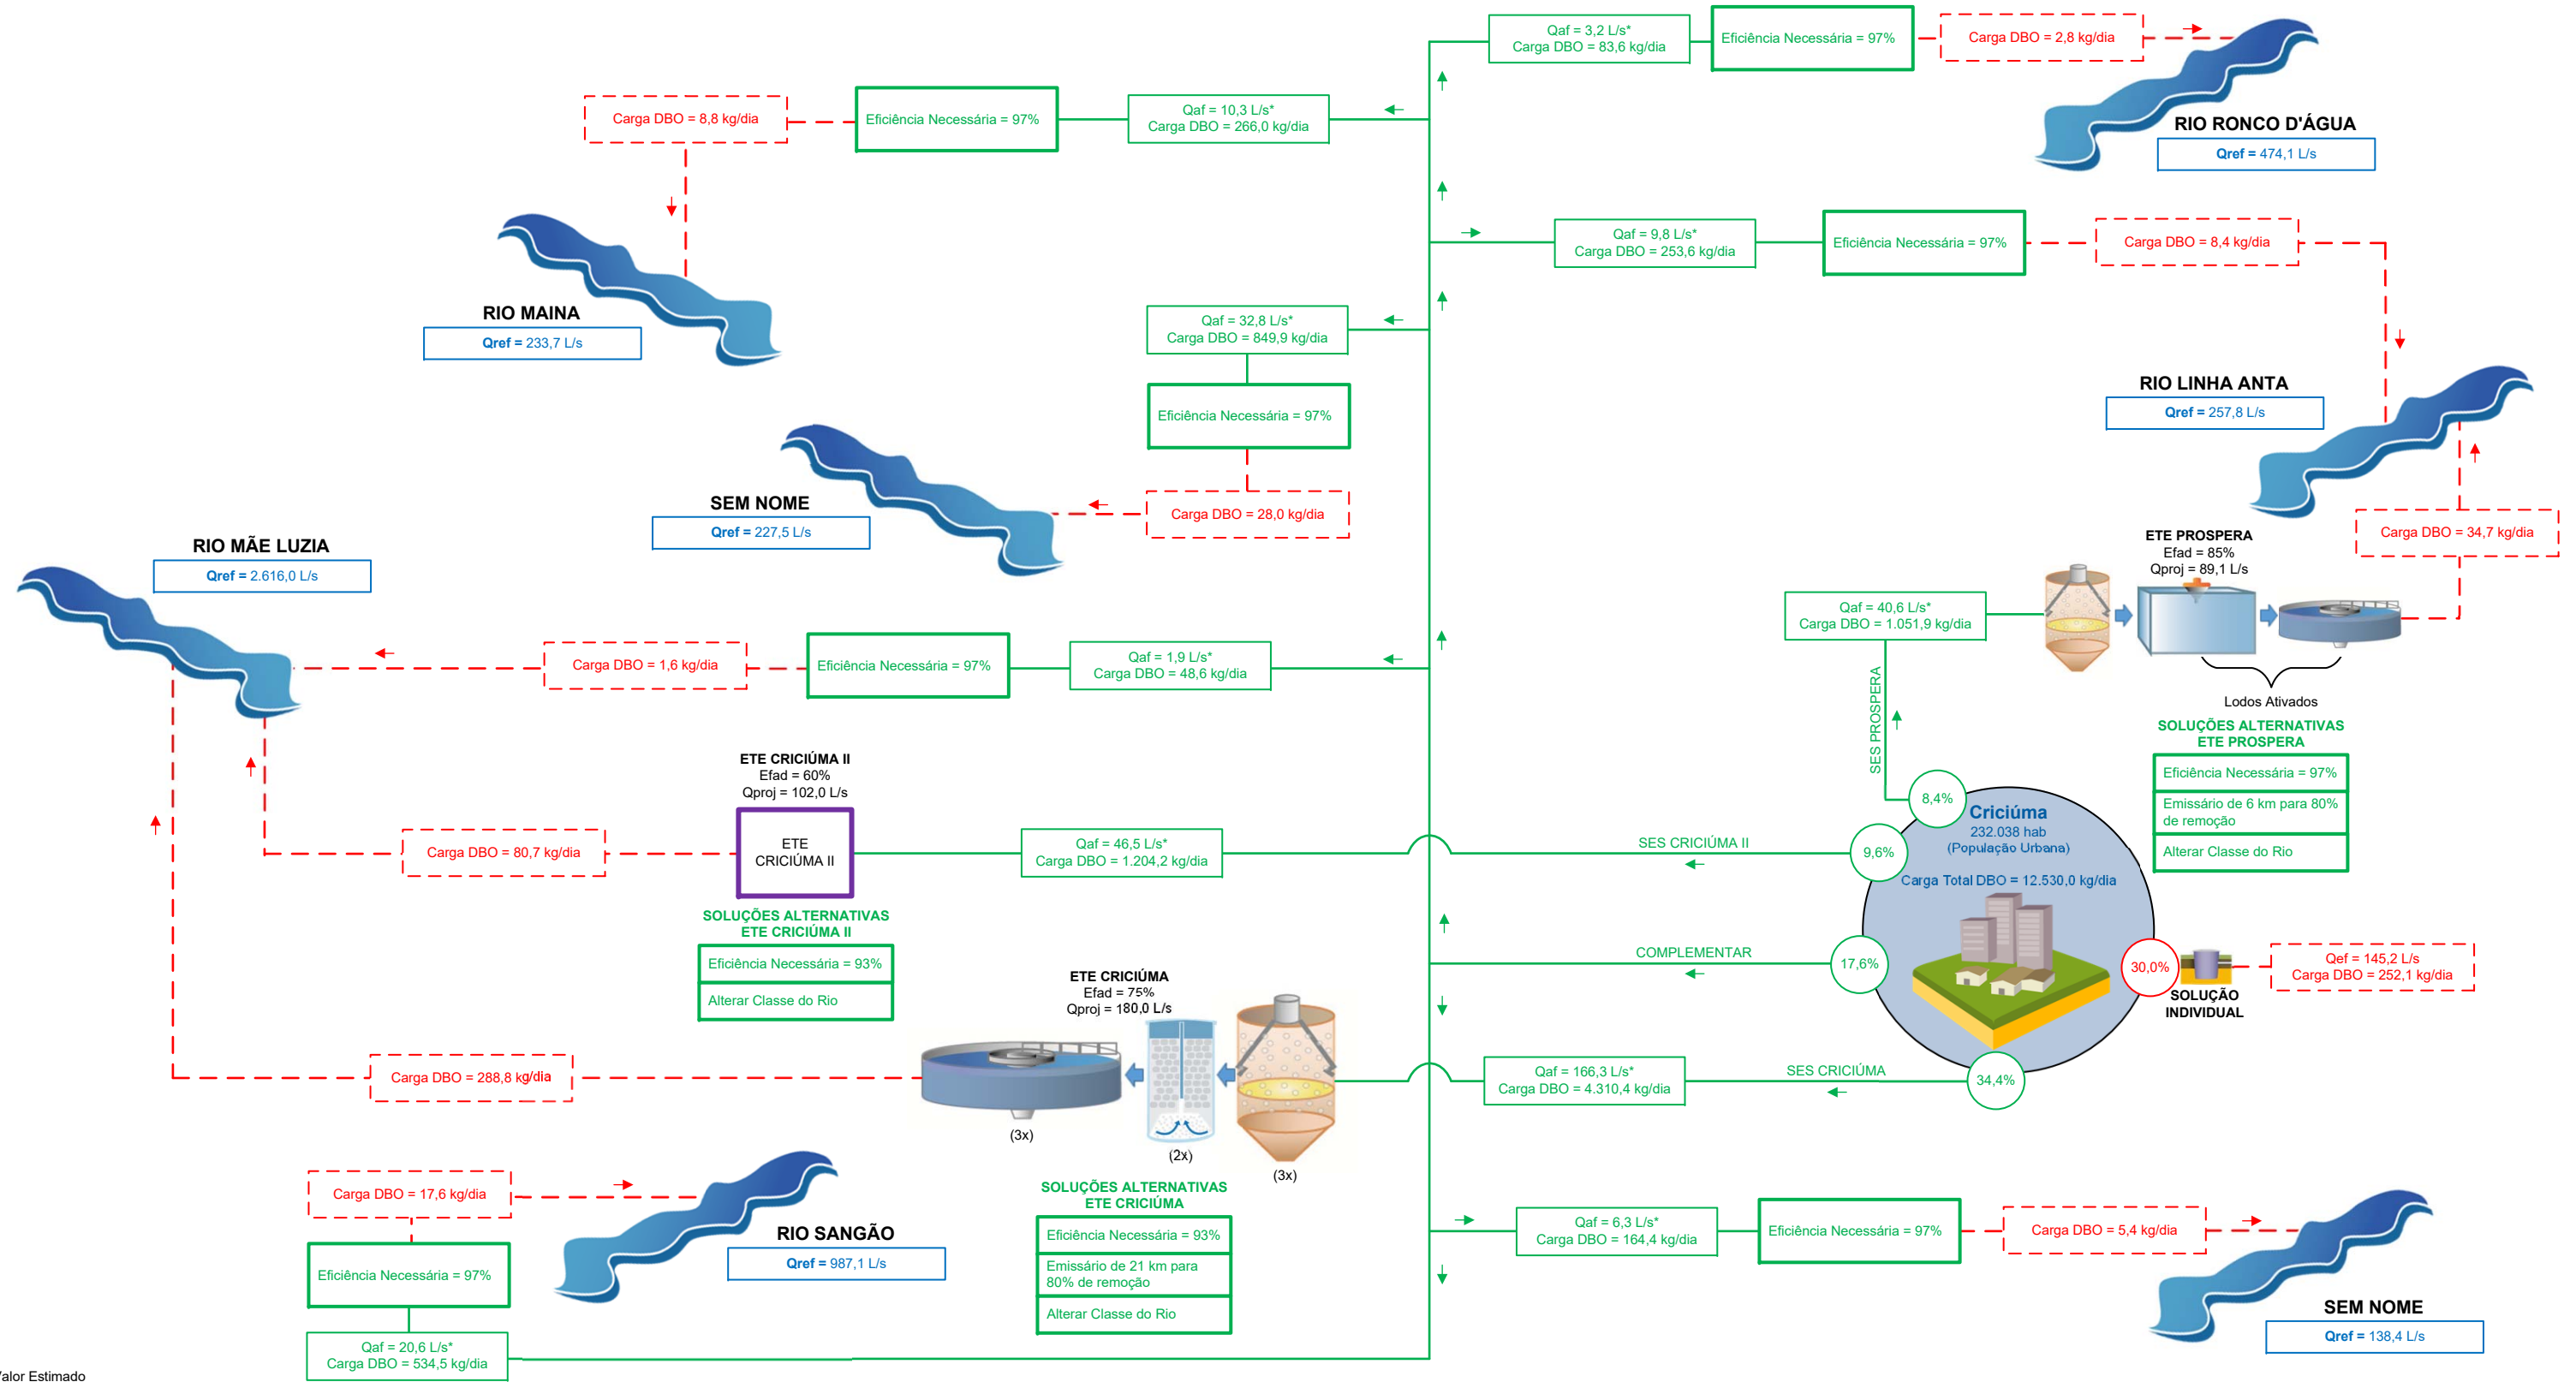 Qaf = 3,2 L/s*
Carga DBO = 83,6 kg/dia
Eficiência Necessária = 97%
Carga DBO = 2,8 kg/dia
RIO RONCO D'ÁGUA
Qref = 474,1 L/s
Carga DBO = 8,8 kg/dia
Eficiência Necessária = 97%
Qaf = 10,3 L/s*
Carga DBO = 266,0 kg/dia
RIO MAINA
Qref = 233,7 L/s
Qaf = 9,8 L/s*
Carga DBO = 253,6 kg/dia
Eficiência Necessária = 97%
Carga DBO = 8,4 kg/dia
RIO LINHA ANTA
Qref = 257,8 L/s
Qaf = 32,8 L/s*
Carga DBO = 849,9 kg/dia
Eficiência Necessária = 97%
Carga DBO = 28,0 kg/dia
SEM NOME
Qref = 227,5 L/s
Carga DBO = 34,7 kg/dia
ETE PROSPERA
Efad = 85%
Qproj = 89,1 L/s
Lodos Ativados
Qaf = 40,6 L/s*
Carga DBO = 1.051,9 kg/dia
SES PROSPERA
SOLUÇÕES ALTERNATIVAS
ETE PROSPERA
Eficiência Necessária = 97%
Emissário de 6 km para 80%
de remoção
Alterar Classe do Rio
RIO MÃE LUZIA
Qref = 2.616,0 L/s
Carga DBO = 1,6 kg/dia
Eficiência Necessária = 97%
Qaf = 1,9 L/s*
Carga DBO = 48,6 kg/dia
ETE CRICIÚMA II
Efad = 60%
Qproj = 102,0 L/s
ETE
CRICIÚMA II
Carga DBO = 80,7 kg/dia
Qaf = 46,5 L/s*
Carga DBO = 1.204,2 kg/dia
SES CRICIÚMA II
SOLUÇÕES ALTERNATIVAS
ETE CRICIÚMA II
Eficiência Necessária = 93%
Alterar Classe do Rio
8,4%
9,6%
17,6%
34,4%
30,0%
Criciúma
232.038 hab
(População Urbana)
Carga Total DBO = 12.530,0 kg/dia
SOLUÇÃO
INDIVIDUAL
Qef = 145,2 L/s
Carga DBO = 252,1 kg/dia
COMPLEMENTAR
ETE CRICIÚMA
Efad = 75%
Qproj = 180,0 L/s
(3x)
(2x)
(3x)
Carga DBO = 288,8 kg/dia
Qaf = 166,3 L/s*
Carga DBO = 4.310,4 kg/dia
SES CRICIÚMA
SOLUÇÕES ALTERNATIVAS
ETE CRICIÚMA
Eficiência Necessária = 93%
Emissário de 21 km para
80% de remoção
Alterar Classe do Rio
Carga DBO = 17,6 kg/dia
Eficiência Necessária = 97%
Qaf = 20,6 L/s*
Carga DBO = 534,5 kg/dia
RIO SANGÃO
Qref = 987,1 L/s
Qaf = 6,3 L/s*
Carga DBO = 164,4 kg/dia
Eficiência Necessária = 97%
Carga DBO = 5,4 kg/dia
SEM NOME
Qref = 138,4 L/s
Estimado